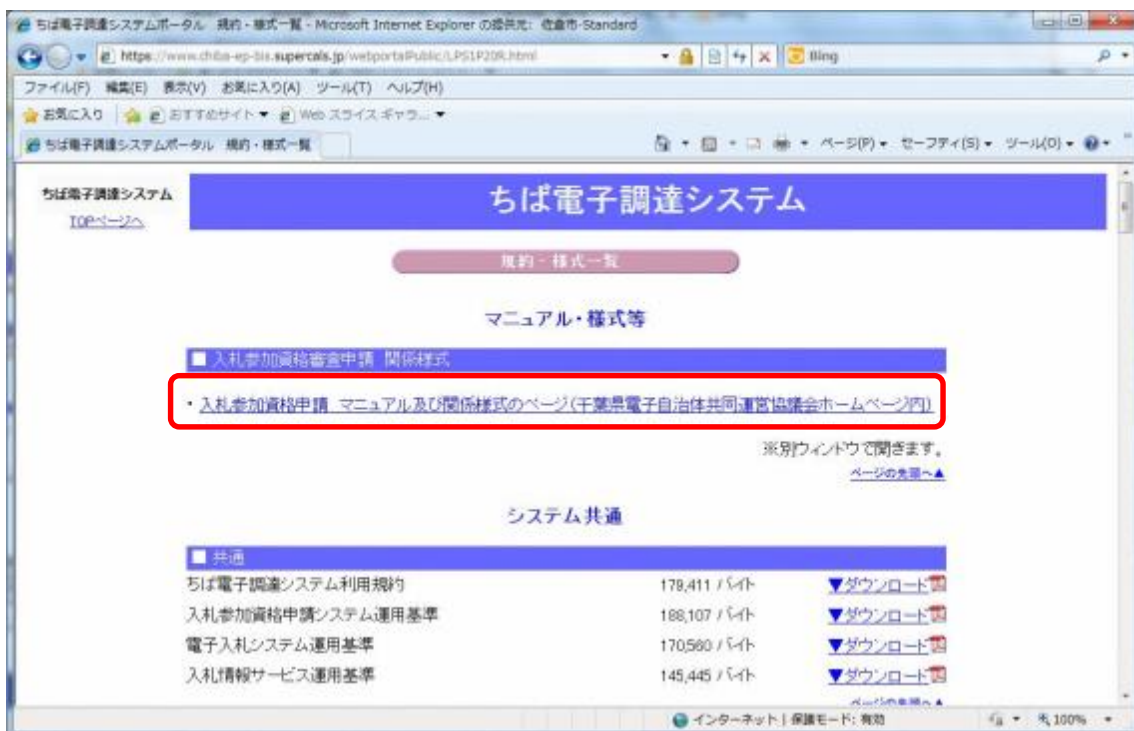 ちば電子調達システムポータル 規約・様式一覧 - Microsoft Internet Explorer の提供元: 佐倉市-Standard
https://www.chiba-ep-bis.supercals.jp/webportalPublic/LPS1P20R.html
Bing
ファイル(F) 編集(E) 表示(V) お気に入り(A) ツール(T) ヘルプ(H)
お気に入り おすすめサイト Web スライス ギャラ...
ちば電子調達システムポータル 規約・様式一覧
ページ(P) セーフティ(S) ツール(O)
ちば電子調達システム
TOPページへ
ちば電子調達システム
規約・様式一覧
マニュアル・様式等
■ 入札参加資格審査申請 関係様式
・入札参加資格申請 マニュアル及び関係様式のページ(千葉県電子自治体共同運営協議会ホームページ内)
※別ウィンドウで開きます。
ページの先頭へ▲
システム共通
■ 共通
ちば電子調達システム利用規約 179,411 バイト ▼ダウンロード
入札参加資格申請システム運用基準 188,107 バイト ▼ダウンロード
電子入札システム運用基準 170,560 バイト ▼ダウンロード
入札情報サービス運用基準 145,445 バイト ▼ダウンロード
ページの先頭へ▲
インターネット | 保護モード: 有効 100%